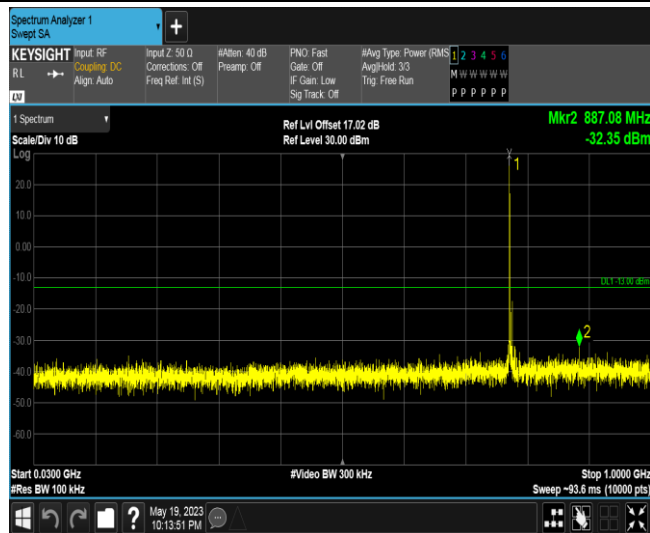 Spectrum Analyzer 1
Swept SA
+
KEYSIGHT Input: RF Input Z: 50 Ω #Atten: 40 dB PNO: Fast #Avg Type: Power (RMS 1 2 3 4 5 6
RL Coupling: DC Corrections: Off Preamp: Off Gate: Off Avg|Hold: 3/3 M W W W W W
Align: Auto Freq Ref: Int (S) IF Gain: Low Trig: Free Run
LXI Sig Track: Off P P P P P P
1 Spectrum Ref Lvl Offset 17.02 dB Mkr2 887.08 MHz
Scale/Div 10 dB Ref Level 30.00 dBm -32.35 dBm
Log
1
20.0
10.0
0.00
-10.0
DL1 -13.00 dBm
-20.0
-30.0 2
-40.0
-50.0
-60.0
Start 0.0300 GHz #Video BW 300 kHz Stop 1.0000 GHz
#Res BW 100 kHz Sweep ~93.6 ms (10000 pts)
? May 19, 2023
10:13:51 PM